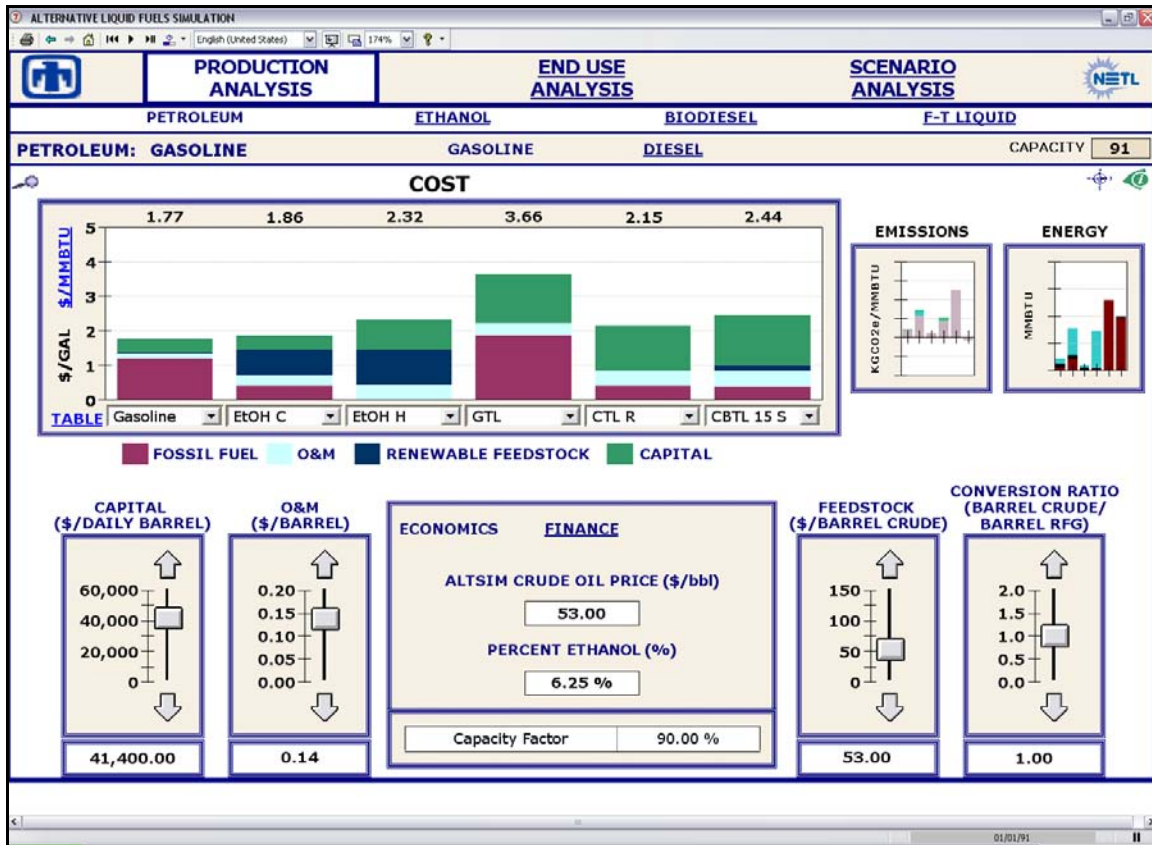 ALTERNATIVE LIQUID FUELS SIMULATION
English (United States) 174%
PRODUCTION ANALYSIS
END USE ANALYSIS
SCENARIO ANALYSIS
NETL
PETROLEUM ETHANOL BIODIESEL F-T LIQUID
PETROLEUM: GASOLINE GASOLINE DIESEL CAPACITY 91
COST
1.77 1.86 2.32 3.66 2.15 2.44
$/GAL $/MMBTU
5
4
3
2
1
0
TABLE Gasoline EtOH C EtOH H GTL CTL R CBTL 15 S
FOSSIL FUEL O&M RENEWABLE FEEDSTOCK CAPITAL
EMISSIONS
KGCO2e/MMBTU
ENERGY
MMBTU
CAPITAL
($/DAILY BARREL)
60,000
40,000
20,000
0
41,400.00
O&M
($/BARREL)
0.20
0.15
0.10
0.05
0.00
0.14
ECONOMICS FINANCE
ALTSIM CRUDE OIL PRICE ($/bbl)
53.00
PERCENT ETHANOL (%)
6.25 %
Capacity Factor 90.00 %
FEEDSTOCK
($/BARREL CRUDE)
150
100
50
0
53.00
CONVERSION RATIO
(BARREL CRUDE/
BARREL RFG)
2.0
1.5
1.0
0.5
0.0
1.00
01/01/91